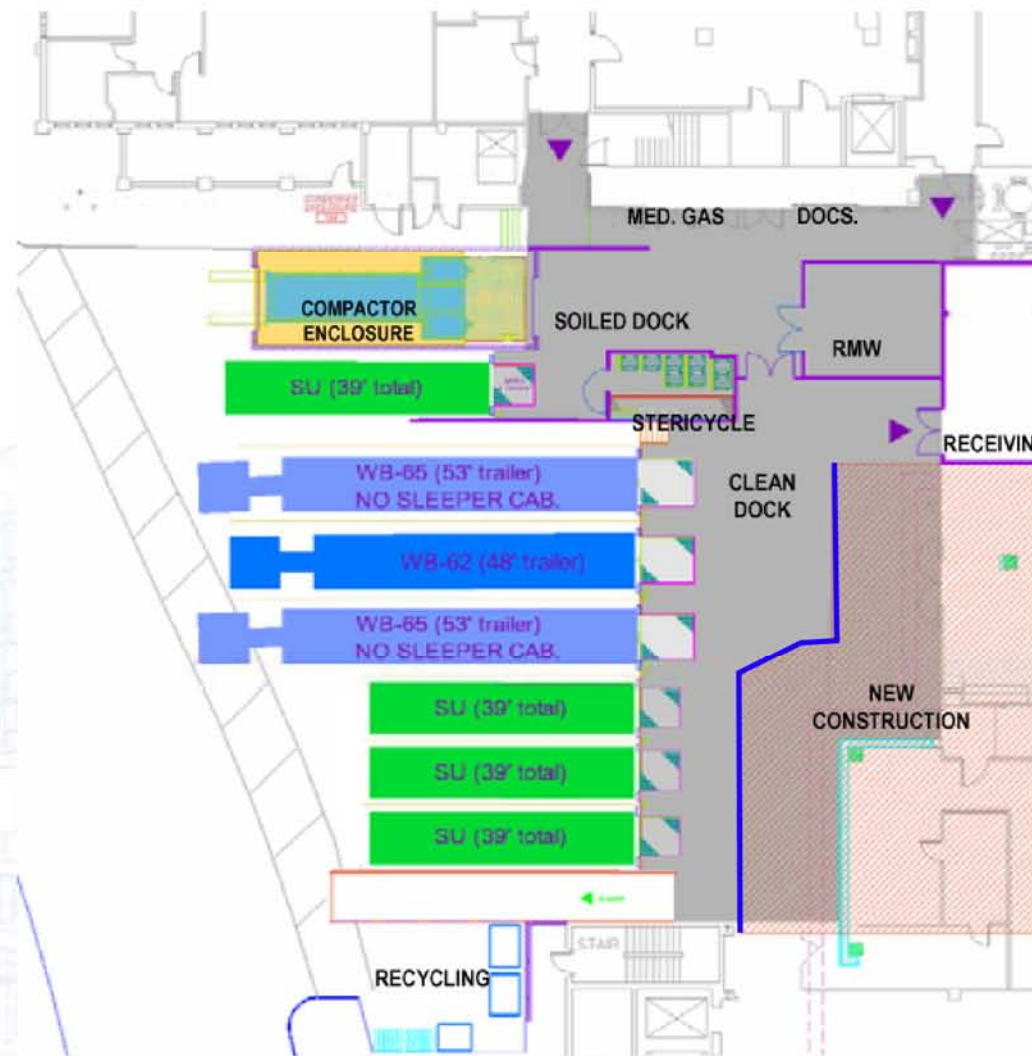 MED. GAS
DOCS.
COMPACTOR
ENCLOSURE
SOILED DOCK
RMW
SU (39' total)
STERICYCLE
RECEIVIN
WB-65 (53' trailer)
NO SLEEPER CAB.
CLEAN
DOCK
WB-62 (48' trailer)
WB-65 (53' trailer)
NO SLEEPER CAB.
SU (39' total)
NEW
CONSTRUCTION
SU (39' total)
SU (39' total)
STAIR
RECYCLING